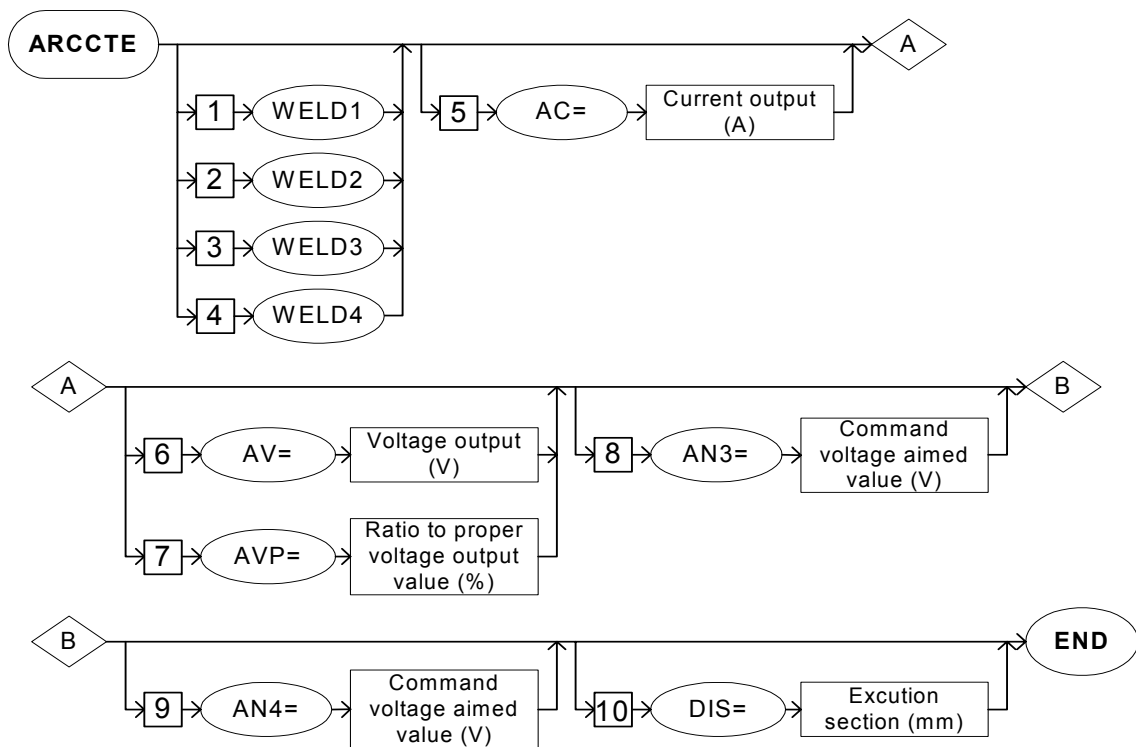 ARCCTE
A
1
WELD1
5
AC=
Current output
(A)
2
WELD2
3
WELD3
4
WELD4
A
B
6
AV=
Voltage output
(V)
8
AN3=
Command
voltage aimed
value (V)
7
AVP=
Ratio to proper
voltage output
value (%)
B
END
9
AN4=
Command
voltage aimed
value (V)
10
DIS=
Excution
section (mm)